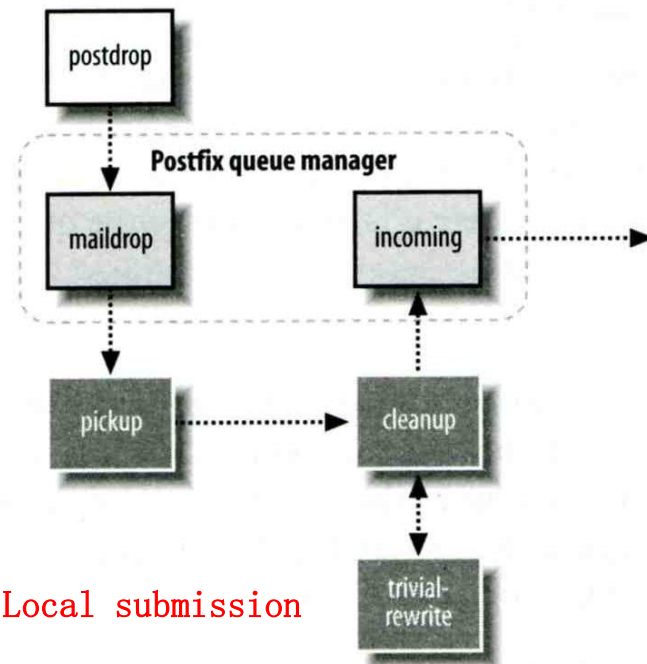 postdrop
Postfix queue manager
maildrop
incoming
pickup
cleanup
trivial-
rewrite
Local submission